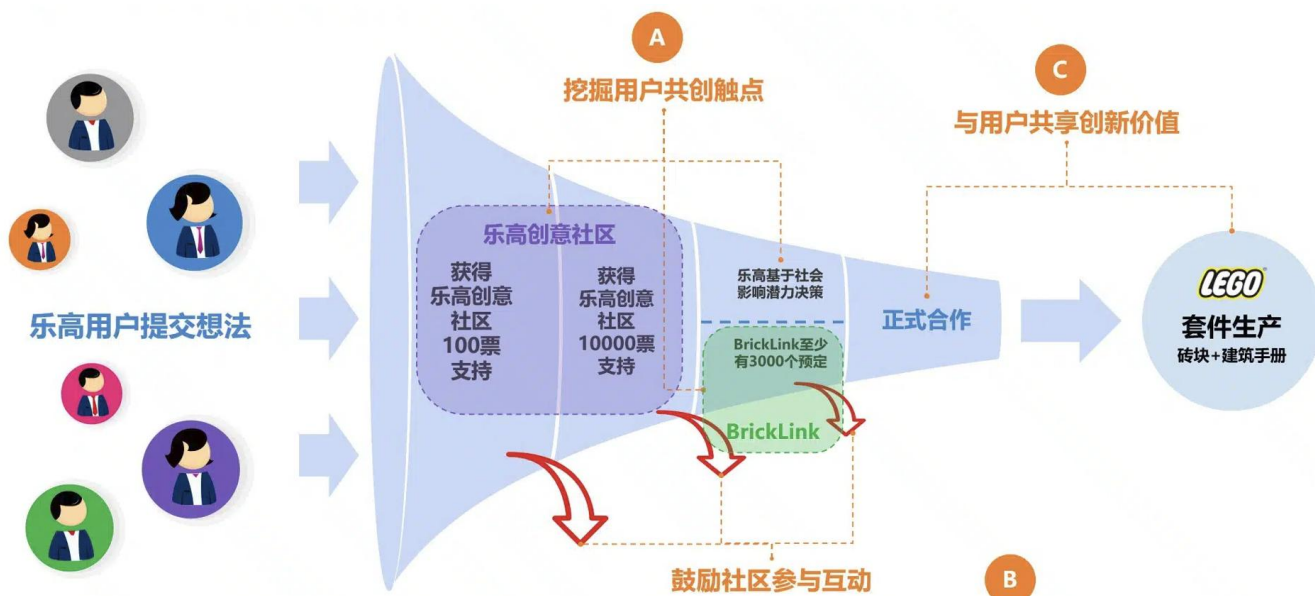 A
挖掘用户共创触点
C
与用户共享创新价值
乐高用户提交想法
乐高创意社区
获得
乐高创意
社区
100票
支持
获得
乐高创意
社区
10000票
支持
乐高基于社会
影响潜力决策
BrickLink至少
有3000个预定
BrickLink
正式合作
LEGO
套件生产
砖块+建筑手册
鼓励社区参与互动
B